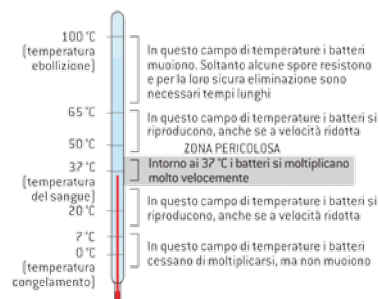 100 °C
(temperatura
ebollizione)
In questo campo di temperature i batteri
muoiono. Soltanto alcune spore resistono
e per la loro sicura eliminazione sono
necessari tempi lunghi
65 °C
In questo campo di temperature i batteri si
riproducono, anche se a velocità ridotta
50 °C
ZONA PERICOLOSA
37 °C
(temperatura
del sangue)
Intorno ai 37 °C i batteri si moltiplicano
molto velocemente
20 °C
In questo campo di temperature i batteri si
riproducono, anche se a velocità ridotta
7 °C
0 °C
(temperatura
congelamento)
In questo campo di temperature i batteri
cessano di moltiplicarsi, ma non muoiono